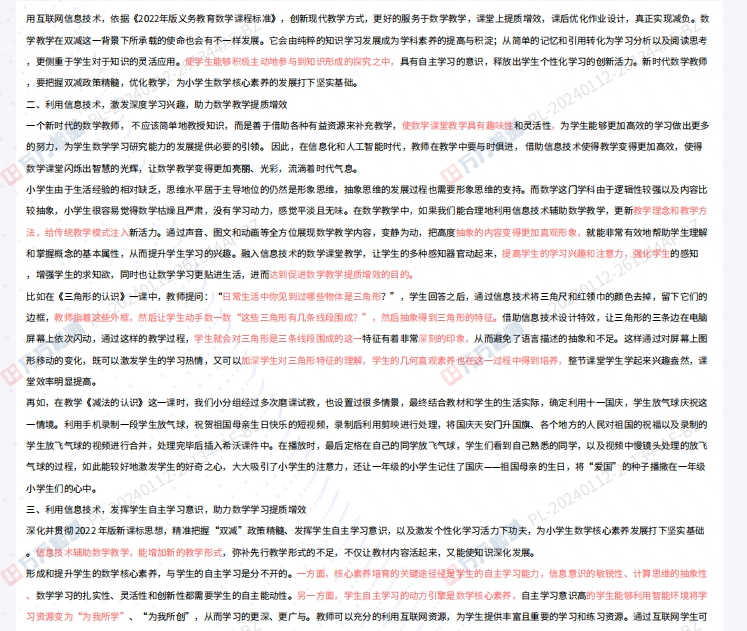 用互联网信息技术，依据《2022年版义务教育数学课程标准》，创新现代教学方式，更好的服务于数学教学，课堂上提质增效，课后优化作业设计，真正实现减负。数
学教学在双减这一背景下所承载的使命也会有不一样发展。它会由纯粹的知识学习发展成为学科素养的提高与积淀；从简单的记忆和引用转化为学习分析以及阅读思考
，更侧重于学生对于知识的灵活应用。使学生能够积极主动地参与到知识形成的探究之中，具有自主学习的意识，释放出学生个性化学习的创新活力。新时代数学教师
，要把握双减政策精髓，优化教学，为小学生数学核心素养的发展打下坚实基础。
二、利用信息技术，激发深度学习兴趣，助力数学教学提质增效
一个新时代的数学教师， 不应该简单地教授知识，而是善于借助各种有益资源来补充教学，使数学课堂教学具有趣味性和灵活性，为学生能够更加高效的学习做出更多
的努力，为学生数学学习研究能力的发展提供必要的引领。 因此，在信息化和人工智能时代，教师在教学中要与时俱进， 借助信息技术使得教学变得更加高效，使得
数学课堂闪烁出智慧的光辉，让数学教学变得更加亮丽、光彩，流淌着时代气息。
小学生由于生活经验的相对缺乏，思维水平居于主导地位的仍然是形象思维，抽象思维的发展过程也需要形象思维的支持。而数学这门学科由于逻辑性较强以及内容比
较抽象，小学生很容易觉得数学枯燥且严肃，没有学习动力，感觉平淡且无味。在数学教学中，如果我们能合理地利用信息技术辅助数学教学，更新教学理念和教学方
法，给传统教学模式注入新活力。通过声音、图文和动画等全方位展现数学教学内容，变静为动，把高度抽象的内容变得更加直观形象，就能非常有效地帮助学生理解
和掌握概念的基本属性，从而提升学生学习的兴趣。融入信息技术的数学课堂教学，让学生的多种感知器官动起来，提高学生的学习兴趣和注意力，强化学生的感知
，增强学生的求知欲，同时也让数学学习更贴进生活，进而达到促进数学教学提质增效的目的。
比如在《三角形的认识》一课中，教师提问：“日常生活中你见到过哪些物体是三角形？”，学生回答之后，通过信息技术将三角尺和红领巾的颜色去掉，留下它们的
边框，教师指着这些外框，然后让学生动手数一数“这些三角形有几条线段围成？”，然后抽象得到三角形的特征。借助信息技术设计特效，让三角形的三条边在电脑
屏幕上依次闪动，通过这样的教学过程，学生就会对三角形是三条线段围成的这一特征有着非常深刻的印象，从而避免了语言描述的抽象和不足。这样通过对屏幕上图
形移动的变化，既可以激发学生的学习热情，又可以加深学生对三角形特征的理解，学生的几何直观素养也在这一过程中得到培养，整节课堂学生学起来兴趣盎然，课
堂效率明显提高。
再如，在教学《减法的认识》这一课时，我们小分组经过多次磨课试教，也设置过很多情景，最终结合教材和学生的生活实际，确定利用十一国庆，学生放气球庆祝这
一情境。利用手机录制一段学生放气球，祝贺祖国母亲生日快乐的短视频，录制后利用剪映进行处理，将国庆天安门升国旗、各个地方的人民对祖国的祝福以及录制的
学生放飞气球的视频进行合并，处理完毕后插入希沃课件中。在播放时，最后定格在自己的同学放飞气球，学生们看到自己熟悉的同学，以及视频中慢镜头处理的放飞
气球的过程，如此能较好地激发学生的好奇之心，大大吸引了小学生的注意力，还让一年级的小学生记住了国庆——祖国母亲的生日，将“爱国”的种子播撒在一年级
小学生们的心中。
三、利用信息技术，发挥学生自主学习意识，助力数学学习提质增效
深化并贯彻2022 年版新课标思想，精准把握“双减”政策精髓、发挥学生自主学习意识，以及激发个性化学习活力下功夫，为小学生数学核心素养发展打下坚实基础
。信息技术辅助数学教学，能增加新的教学形式，弥补先行教学形式的不足，不仅让教材内容活起来，又能使知识深化发展。
形成和提升学生的数学核心素养，与学生的自主学习是分不开的。一方面，核心素养培育的关键途径径是学生的自主学习能力，信息意识的敏锐性、计算思维的抽象性
、数学学习的扎实性、灵活性和创新性都需要学生的自主能动性。另一方面，学生自主学习的动力引擎是数学核心素养，自主学习意识高的学生能够利用智能环境将学
习资源变为“为我所学”、“为我所创”，从而学习的更深、更广与。教师可以充分的利用互联网资源，为学生提供丰富且重要的学习和练习资源。通过互联网学生可